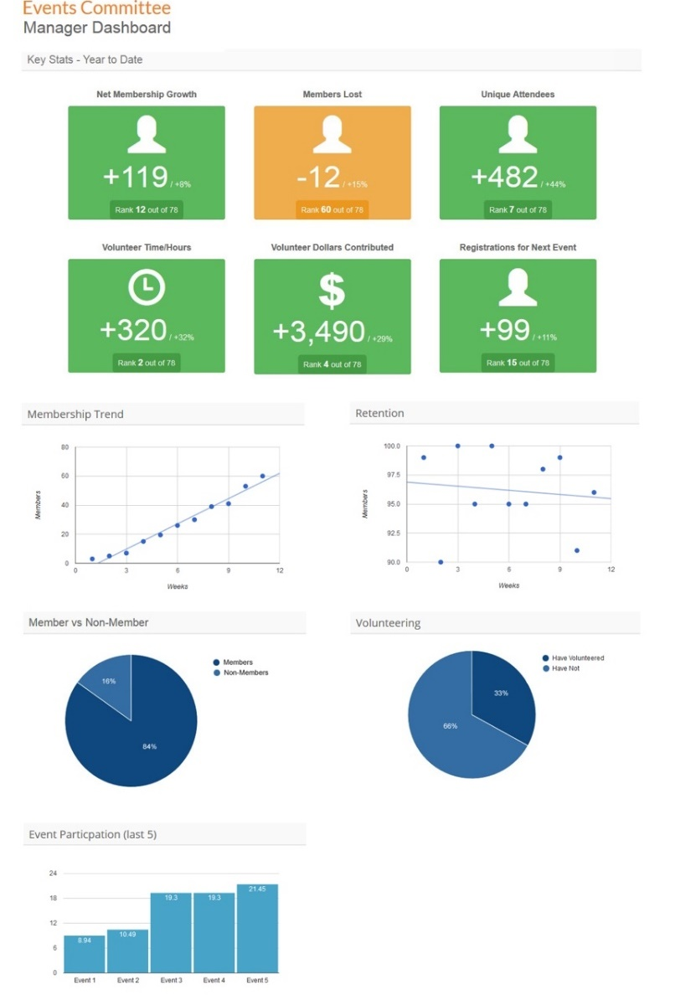 Events Committee
Manager Dashboard
Key Stats - Year to Date
Net Membership Growth
+119 / +8%
Rank 12 out of 78
Members Lost
-12 / +15%
Rank 60 out of 78
Unique Attendees
+482 / +44%
Rank 7 out of 78
Volunteer Time/Hours
+320 / +32%
Rank 2 out of 78
Volunteer Dollars Contributed
$
+3,490 / +29%
Rank 4 out of 78
Registrations for Next Event
+99 / +11%
Rank 15 out of 78
Membership Trend
80
60
40
20
0
Members
0 3 6 9 12
Weeks
Retention
100.0
97.5
95.0
92.5
90.0
Members
0 3 6 9 12
Weeks
Member vs Non-Member
16%
84%
Members
Non-Members
Volunteering
33%
66%
Have Volunteered
Have Not
Event Particpation (last 5)
24
18
12
6
0
8.94
10.49
19.3
19.3
21.45
Event 1 Event 2 Event 3 Event 4 Event 5